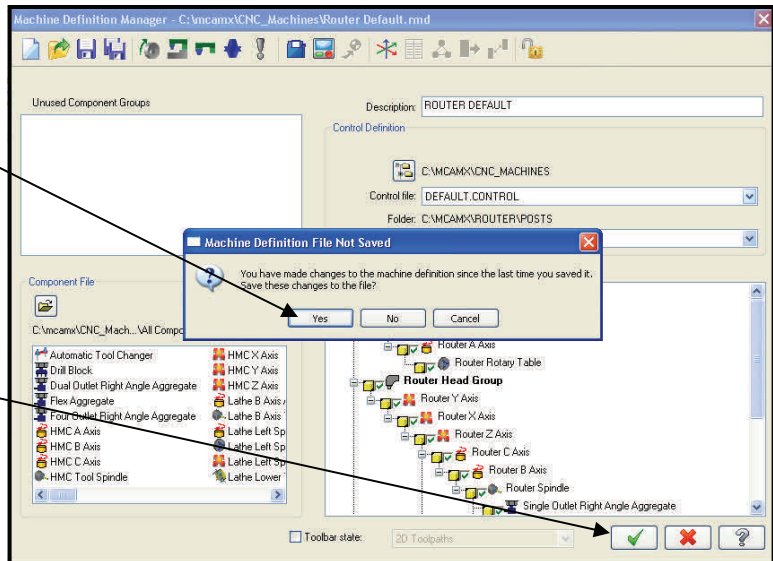 Machine Definition Manager - C:\mcamx\CNC_Machines\Router Default.rmd
Unused Component Groups
Description: ROUTER DEFAULT
Control Definition
C:\MCAMX\CNC_MACHINES
Control file: DEFAULT.CONTROL
Folder: C:\MCAMX\ROUTER\POSTS
Machine Definition File Not Saved
You have made changes to the machine definition since the last time you saved it.
Save these changes to the file?
Yes
No
Cancel
Component File
C:\mcamx\CNC_Mach...\All Compo
Automatic Tool Changer
Drill Block
Dual Outlet Right Angle Aggregate
Flex Aggregate
Four Outlet Right Angle Aggregate
HMC A Axis
HMC B Axis
HMC C Axis
HMC Tool Spindle
HMC X Axis
HMC Y Axis
HMC Z Axis
Lathe B Axis
Lathe B Axis
Lathe Left Sp
Lathe Left Sp
Lathe Left Sp
Lathe Lower
Router A Axis
Router Rotary Table
Router Head Group
Router Y Axis
Router X Axis
Router Z Axis
Router C Axis
Router B Axis
Router Spindle
Single Outlet Right Angle Aggregate
Toolbar state: 2D Toolpaths